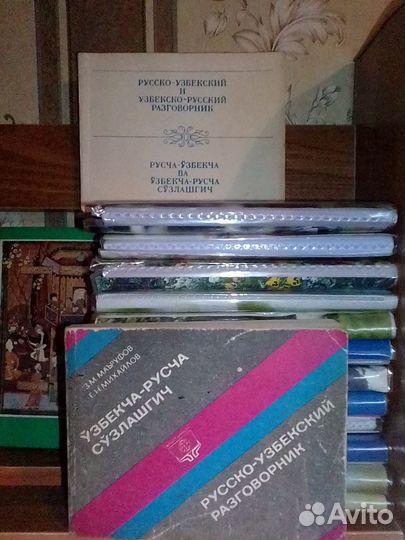 РУССКО-УЗБЕКСКИЙ
И
УЗБЕКСКО-РУССКИЙ
РАЗГОВОРНИК
РУСЧА-ЎЗБЕКЧА
ВА
ЎЗБЕКЧА-РУСЧА
СЎЗЛАШГИЧ
З.М. МАЪРУФОВ
Е.Н. МИХАЙЛОВ
ЎЗБЕКЧА-РУСЧА
СЎЗЛАШГИЧ
РУССКО-УЗБЕКСКИЙ
РАЗГОВОРНИК
Avito